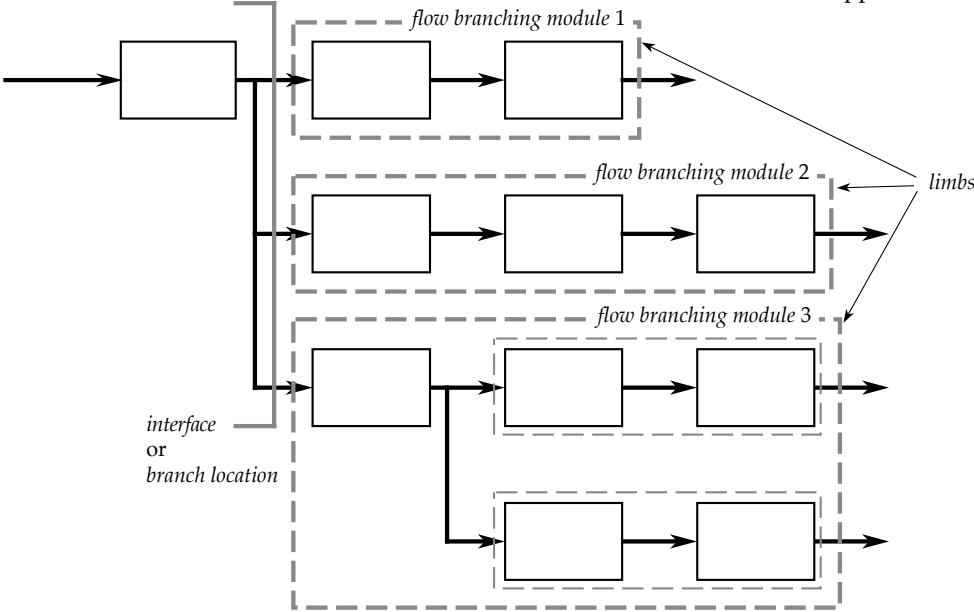 flow branching module 1
flow branching module 2
limbs
flow branching module 3
interface
or
branch location